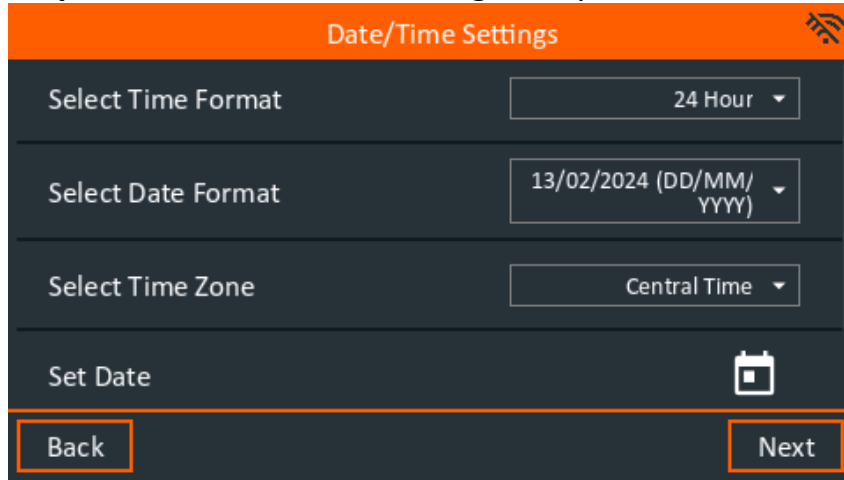 Date/Time Settings
Select Time Format
24 Hour
Select Date Format
13/02/2024 (DD/MM/
YYYY)
Select Time Zone
Central Time
Set Date
Back
Next